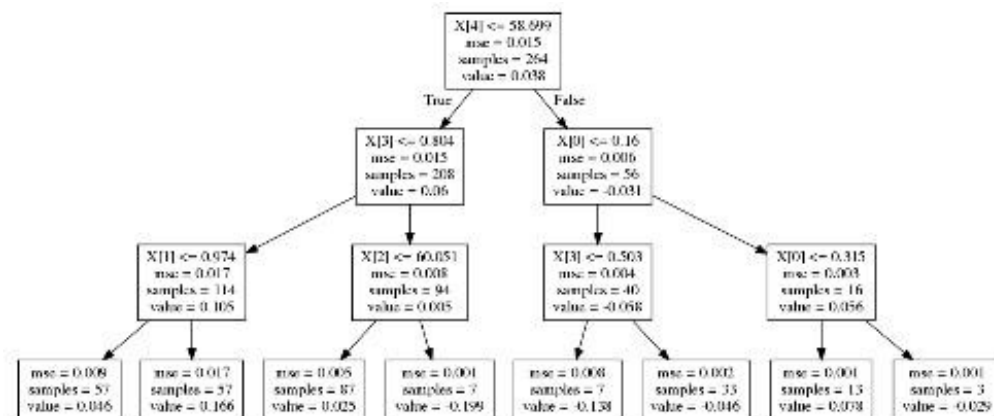 X[4] <= 58.699
mse = 0.015
samples = 264
value = 0.038
True
False
X[3] <= 0.804
mse = 0.015
samples = 208
value = 0.06
X[0] <= 0.16
mse = 0.006
samples = 56
value = -0.031
X[1] <= 0.974
mse = 0.017
samples = 114
value = 0.105
X[2] <= 60.051
mse = 0.008
samples = 94
value = 0.005
X[3] <= 0.503
mse = 0.004
samples = 40
value = -0.058
X[0] <= 0.315
mse = 0.003
samples = 16
value = 0.056
mse = 0.009
samples = 57
value = 0.046
mse = 0.017
samples = 57
value = 0.166
mse = 0.005
samples = 87
value = 0.025
mse = 0.001
samples = 7
value = -0.199
mse = 0.008
samples = 7
value = -0.138
mse = 0.002
samples = 33
value = -0.046
mse = 0.001
samples = 13
value = 0.078
mse = 0.001
samples = 3
value = -0.029